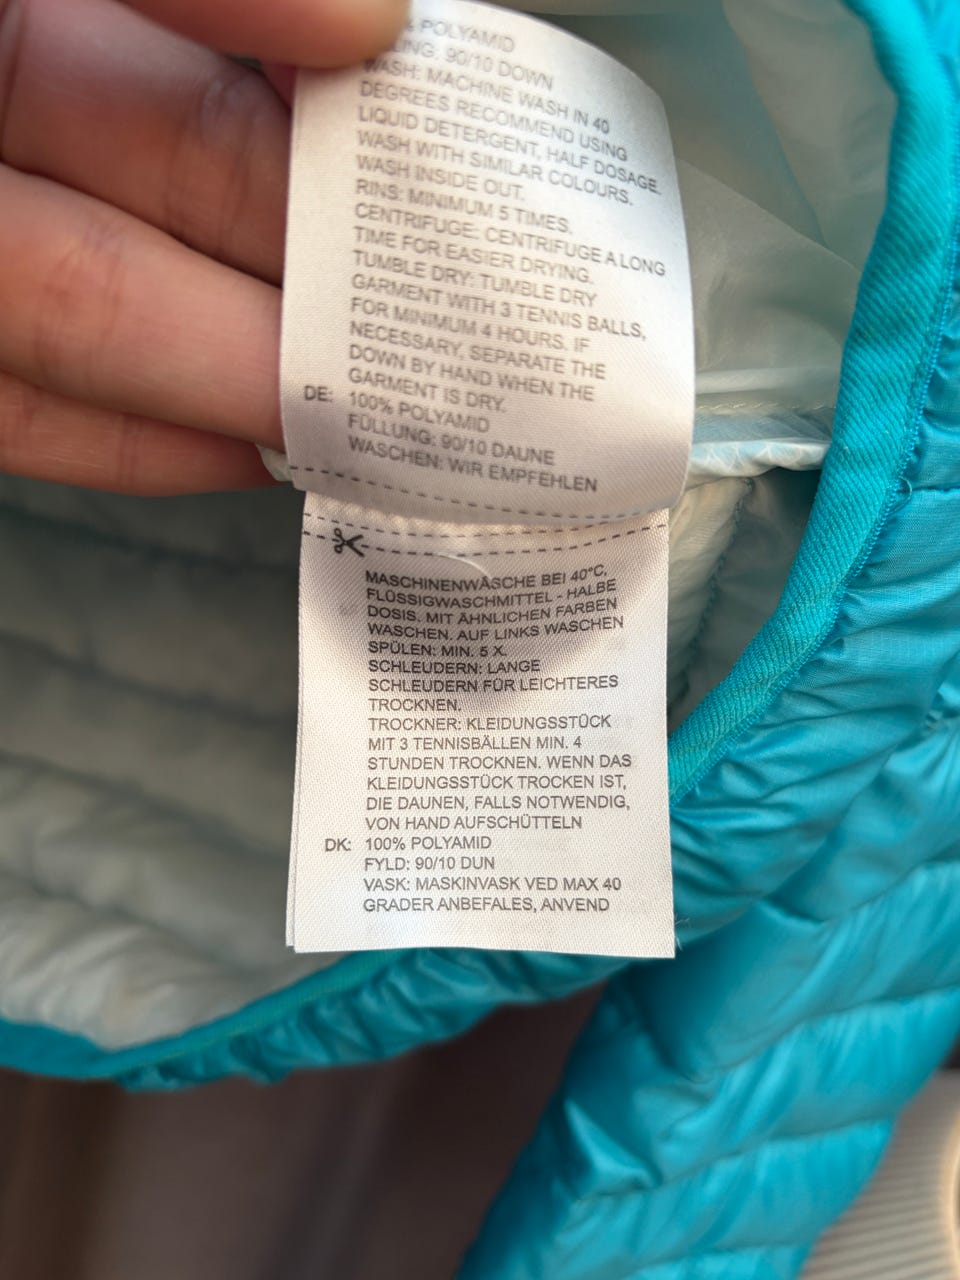 % POLYAMID
90/10 DOWN
WASH: MACHINE WASH IN 40
DEGREES RECOMMEND USING
LIQUID DETERGENT, HALF DOSAGE.
WASH WITH SIMILAR COLOURS.
WASH INSIDE OUT.
RINS: MINIMUM 5 TIMES.
CENTRIFUGE: CENTRIFUGE A LONG
TIME FOR EASIER DRYING.
TUMBLE DRY: TUMBLE DRY
GARMENT WITH 3 TENNIS BALLS,
FOR MINIMUM 4 HOURS. IF
NECESSARY, SEPARATE THE
DOWN BY HAND WHEN THE
GARMENT IS DRY.
DE: 100% POLYAMID
FÜLLUNG: 90/10 DAUNE
WASCHEN: WIR EMPFEHLEN
MASCHINENWÄSCHE BEI 40°C,
FLÜSSIGWASCHMITTEL - HALBE
DOSIS. MIT ÄHNLICHEN FARBEN
WASCHEN. AUF LINKS WASCHEN
SPÜLEN: MIN. 5 X.
SCHLEUDERN: LANGE
SCHLEUDERN FÜR LEICHTERES
TROCKNEN.
TROCKNER: KLEIDUNGSSTÜCK
MIT 3 TENNISBÄLLEN MIN. 4
STUNDEN TROCKNEN. WENN DAS
KLEIDUNGSSTÜCK TROCKEN IST,
DIE DAUNEN, FALLS NOTWENDIG,
VON HAND AUFSCHÜTTELN
DK: 100% POLYAMID
FYLD: 90/10 DUN
VASK: MASKINVASK VED MAX 40
GRADER ANBEFALES, ANVEND